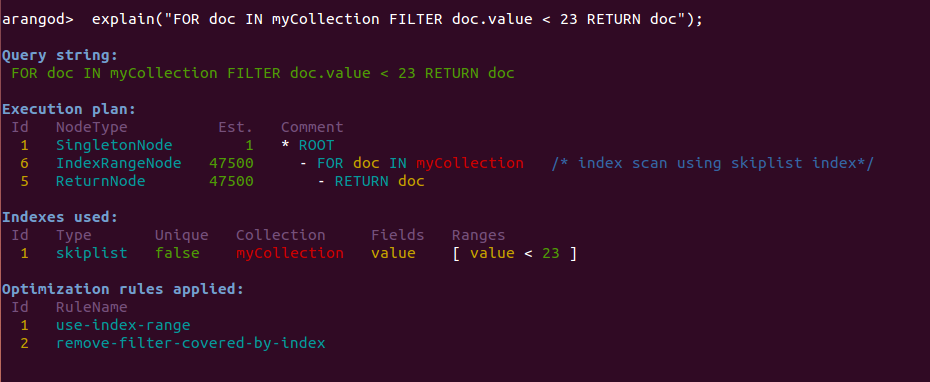 arangod>  explain("FOR doc IN myCollection FILTER doc.value < 23 RETURN doc");
Query string:
 FOR doc IN myCollection FILTER doc.value < 23 RETURN doc
Execution plan:
 Id   NodeType          Est.   Comment
  1   SingletonNode        1   * ROOT
  6   IndexRangeNode   47500     - FOR doc IN myCollection   /* index scan using skiplist index*/
  5   ReturnNode       47500       - RETURN doc
Indexes used:
 Id   Type       Unique   Collection     Fields   Ranges
  1   skiplist   false    myCollection   value    [ value < 23 ]
Optimization rules applied:
 Id   RuleName
  1   use-index-range
  2   remove-filter-covered-by-index